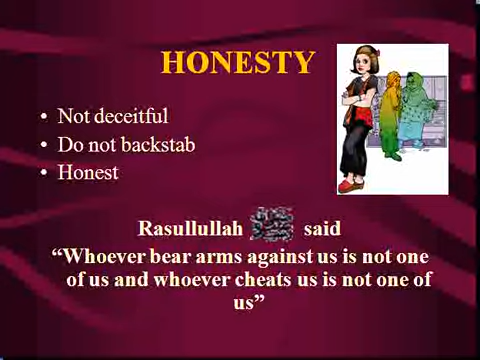 HONESTY
• Not deceitful
• Do not backstab
• Honest
Rasullullah said
“Whoever bear arms against us is not one
of us and whoever cheats us is not one of
us”